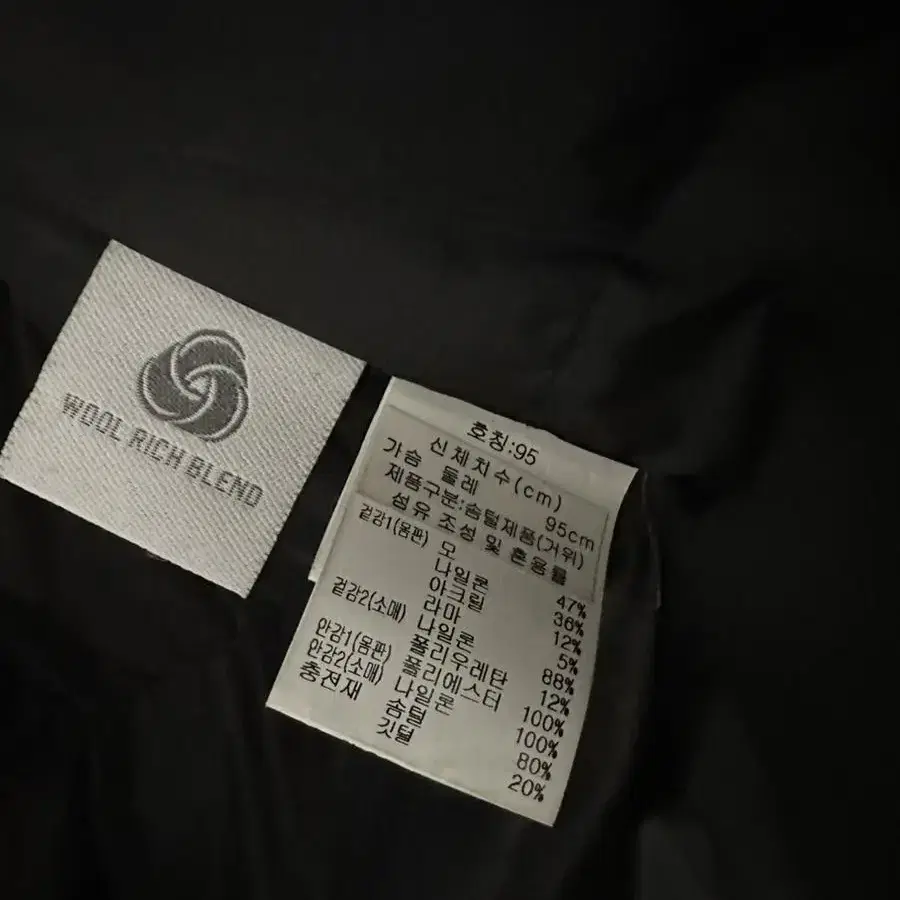 WOOL RICH BLEND
호칭:95
신체치수(cm)
가슴 둘레 95cm
제품구분:솜털제품(거위)
섬유 조성 및 혼용률
겉감1(몸판) 모 47%
나일론 36%
아크릴 12%
라마 5%
겉감2(소매) 나일론 88%
폴리우레탄 12%
안감1(몸판) 폴리에스터 100%
안감2(소매) 나일론 100%
충전재 솜털 80%
깃털 20%